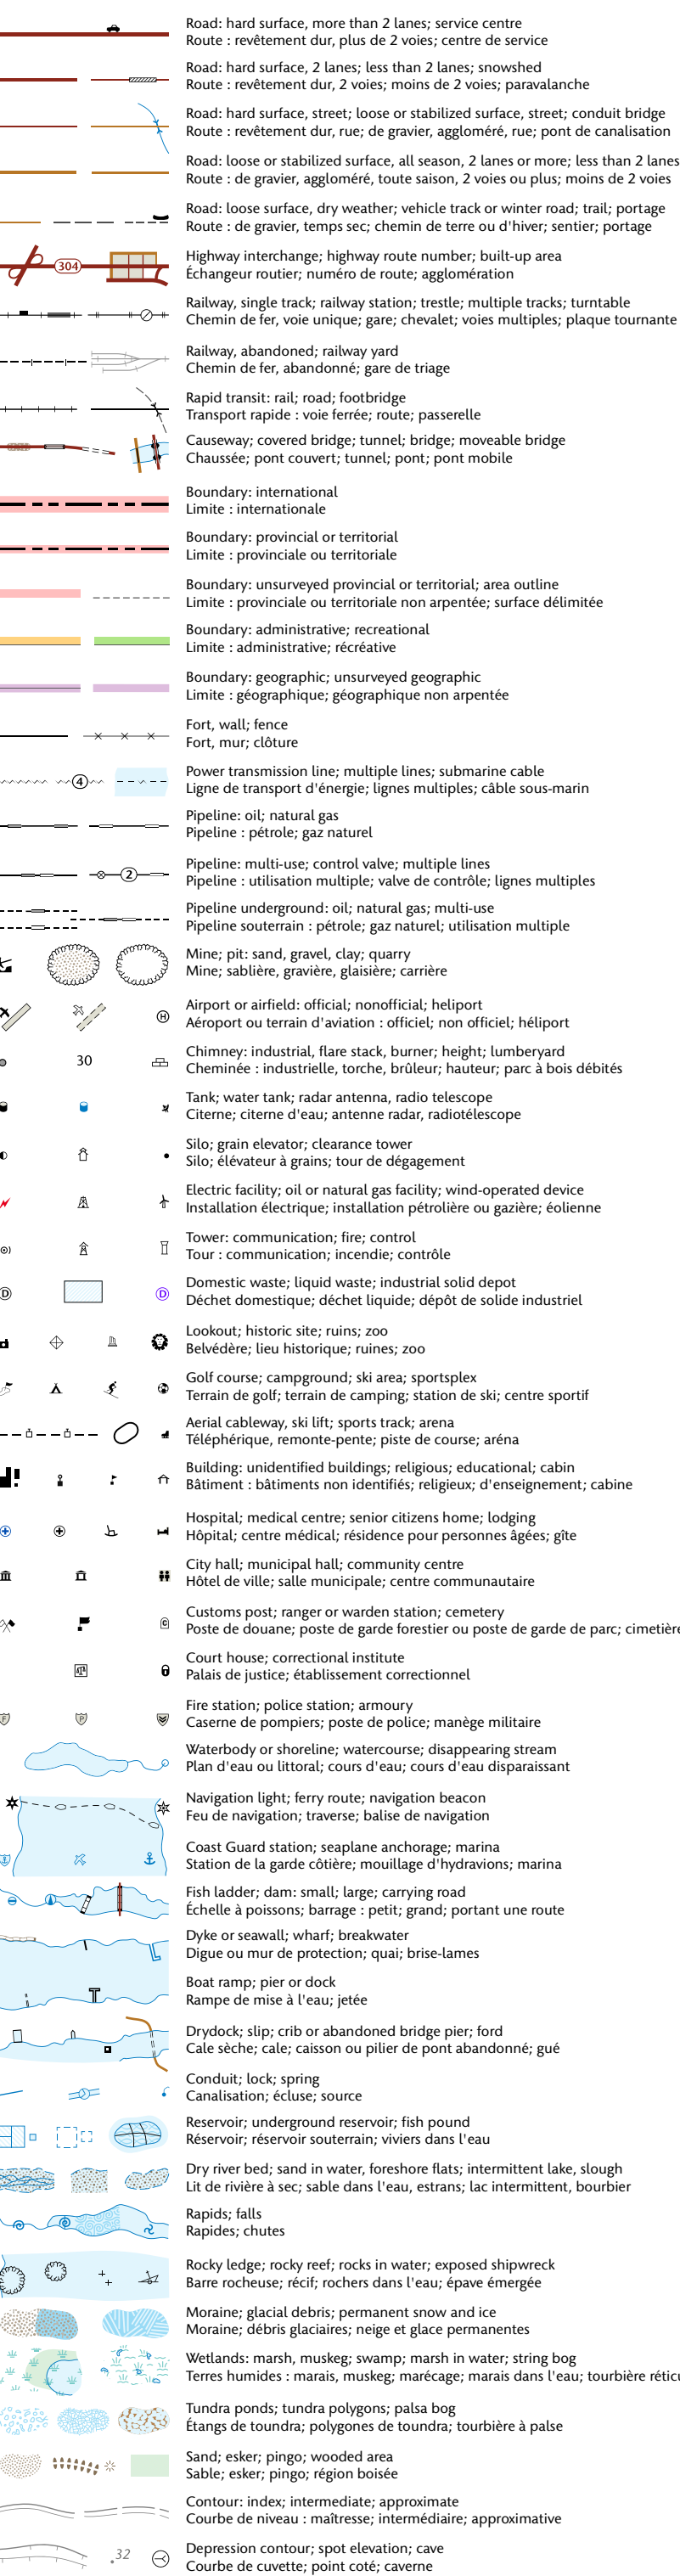 Road: hard surface, more than 2 lanes; service centre
Route : revêtement dur, plus de 2 voies; centre de service
Road: hard surface, 2 lanes; less than 2 lanes; snowshed
Route : revêtement dur, 2 voies; moins de 2 voies; paravalanche
Road: hard surface, street; loose or stabilized surface, street; conduit bridge
Route : revêtement dur, rue; de gravier, aggloméré, rue; pont de canalisation
Road: loose or stabilized surface, all season, 2 lanes or more; less than 2 lanes
Route : de gravier, aggloméré, toute saison, 2 voies ou plus; moins de 2 voies
Road: loose surface, dry weather; vehicle track or winter road; trail; portage
Route : de gravier, temps sec; chemin de terre ou d'hiver; sentier; portage
304
Highway interchange; highway route number; built-up area
Échangeur routier; numéro de route; agglomération
Railway, single track; railway station; trestle; multiple tracks; turntable
Chemin de fer, voie unique; gare; chevalet; voies multiples; plaque tournante
Railway, abandoned; railway yard
Chemin de fer, abandonné; gare de triage
Rapid transit: rail; road; footbridge
Transport rapide : voie ferrée; route; passerelle
Causeway; covered bridge; tunnel; bridge; moveable bridge
Chaussée; pont couvert; tunnel; pont; pont mobile
Boundary: international
Limite : internationale
Boundary: provincial or territorial
Limite : provinciale ou territoriale
Boundary: unsurveyed provincial or territorial; area outline
Limite : provinciale ou territoriale non arpentée; surface délimitée
Boundary: administrative; recreational
Limite : administrative; récréative
Boundary: geographic; unsurveyed geographic
Limite : géographique; géographique non arpentée
Fort, wall; fence
Fort, mur; clôture
4
Power transmission line; multiple lines; submarine cable
Ligne de transport d'énergie; lignes multiples; câble sous-marin
Pipeline: oil; natural gas
Pipeline : pétrole; gaz naturel
2
Pipeline: multi-use; control valve; multiple lines
Pipeline : utilisation multiple; valve de contrôle; lignes multiples
Pipeline underground: oil; natural gas; multi-use
Pipeline souterrain : pétrole; gaz naturel; utilisation multiple
Mine; pit: sand, gravel, clay; quarry
Mine; sablière, gravière, glaisière; carrière
H
Airport or airfield: official; nonofficial; heliport
Aéroport ou terrain d'aviation : officiel; non officiel; héliport
30
Chimney: industrial, flare stack, burner; height; lumberyard
Cheminée : industrielle, torche, brûleur; hauteur; parc à bois débités
Tank; water tank; radar antenna, radio telescope
Citerne; citerne d'eau; antenne radar, radiotélescope
Silo; grain elevator; clearance tower
Silo; élévateur à grains; tour de dégagement
Electric facility; oil or natural gas facility; wind-operated device
Installation électrique; installation pétrolière ou gazière; éolienne
Tower: communication; fire; control
Tour : communication; incendie; contrôle
D D
Domestic waste; liquid waste; industrial solid depot
Déchet domestique; déchet liquide; dépôt de solide industriel
Lookout; historic site; ruins; zoo
Belvédère; lieu historique; ruines; zoo
Golf course; campground; ski area; sportsplex
Terrain de golf; terrain de camping; station de ski; centre sportif
Aerial cableway, ski lift; sports track; arena
Téléphérique, remonte-pente; piste de course; aréna
Building: unidentified buildings; religious; educational; cabin
Bâtiment : bâtiments non identifiés; religieux; d'enseignement; cabine
Hospital; medical centre; senior citizens home; lodging
Hôpital; centre médical; résidence pour personnes âgées; gîte
City hall; municipal hall; community centre
Hôtel de ville; salle municipale; centre communautaire
C
Customs post; ranger or warden station; cemetery
Poste de douane; poste de garde forestier ou poste de garde de parc; cimetière
Court house; correctional institute
Palais de justice; établissement correctionnel
F P
Fire station; police station; armoury
Caserne de pompiers; poste de police; manège militaire
Waterbody or shoreline; watercourse; disappearing stream
Plan d'eau ou littoral; cours d'eau; cours d'eau disparaissant
Navigation light; ferry route; navigation beacon
Feu de navigation; traverse; balise de navigation
Coast Guard station; seaplane anchorage; marina
Station de la garde côtière; mouillage d'hydravions; marina
Fish ladder; dam: small; large; carrying road
Échelle à poissons; barrage : petit; grand; portant une route
Dyke or seawall; wharf; breakwater
Digue ou mur de protection; quai; brise-lames
Boat ramp; pier or dock
Rampe de mise à l'eau; jetée
Drydock; slip; crib or abandoned bridge pier; ford
Cale sèche; cale; caisson ou pilier de pont abandonné; gué
Conduit; lock; spring
Canalisation; écluse; source
Reservoir; underground reservoir; fish pound
Réservoir; réservoir souterrain; viviers dans l'eau
Dry river bed; sand in water, foreshore flats; intermittent lake, slough
Lit de rivière à sec; sable dans l'eau, estrans; lac intermittent, bourbier
Rapids; falls
Rapides; chutes
Rocky ledge; rocky reef; rocks in water; exposed shipwreck
Barre rocheuse; récif; rochers dans l'eau; épave émergée
Moraine; glacial debris; permanent snow and ice
Moraine; débris glaciaires; neige et glace permanentes
Wetlands: marsh, muskeg; swamp; marsh in water; string bog
Terres humides : marais, muskeg; marécage; marais dans l'eau; tourbière
Tundra ponds; tundra polygons; palsa bog
Étangs de toundra; polygones de toundra; tourbière à palse
Sand; esker; pingo; wooded area
Sable; esker; pingo; région boisée
Contour: index; intermediate; approximate
Courbe de niveau : maîtresse; intermédiaire; approximative
.32
Depression contour; spot elevation; cave
Courbe de cuvette; point coté; caverne